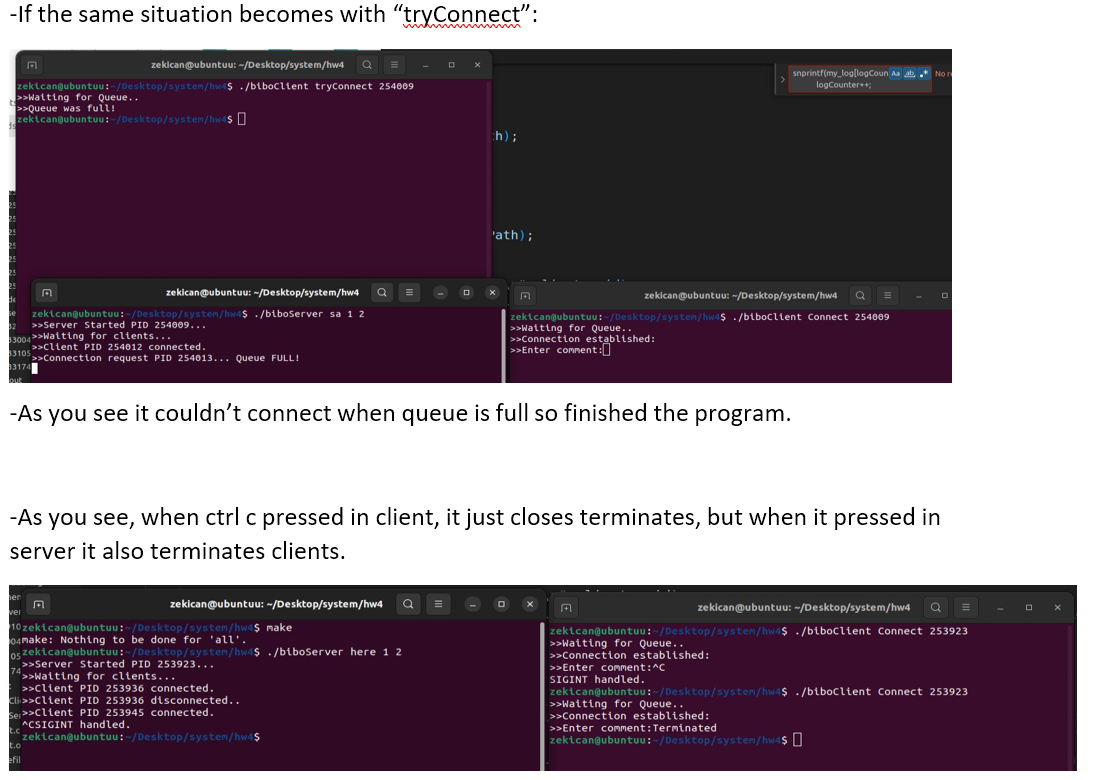 -If the same situation becomes with “tryConnect”:
zekican@ubuntuu: ~/Desktop/system/hw4
zekican@ubuntuu:~/Desktop/system/hw4$ ./biboClient tryConnect 254009
>>Waiting for Queue..
>>Queue was full!
zekican@ubuntuu:~/Desktop/system/hw4$
snprintf(my_log[logCoun
logCounter++;
Aa ab .*
No r
h);
ath);
zekican@ubuntuu: ~/Desktop/system/hw4
zekican@ubuntuu:~/Desktop/system/hw4$ ./biboServer sa 1 2
>>Server Started PID 254009...
>>Waiting for clients...
>>Client PID 254012 connected.
>>Connection request PID 254013... Queue FULL!
33004
33105
33174
out
zekican@ubuntuu: ~/Desktop/system/hw4
zekican@ubuntuu:~/Desktop/system/hw4$ ./biboClient Connect 254009
>>Waiting for Queue..
>>Connection established:
>>Enter comment:
-As you see it couldn’t connect when queue is full so finished the program.
-As you see, when ctrl c pressed in client, it just closes terminates, but when it pressed in
server it also terminates clients.
zekican@ubuntuu: ~/Desktop/system/hw4
zekican@ubuntuu:~/Desktop/system/hw4$ make
make: Nothing to be done for 'all'.
zekican@ubuntuu:~/Desktop/system/hw4$ ./biboServer here 1 2
>>Server Started PID 253923...
>>Waiting for clients...
>>Client PID 253936 connected.
>>Client PID 253936 disconnected..
>>Client PID 253945 connected.
^CSIGINT handled.
zekican@ubuntuu:~/Desktop/system/hw4$
zekican@ubuntuu: ~/Desktop/system/hw4
zekican@ubuntuu:~/Desktop/system/hw4$ ./biboClient Connect 253923
>>Waiting for Queue..
>>Connection established:
>>Enter comment:^C
SIGINT handled.
zekican@ubuntuu:~/Desktop/system/hw4$ ./biboClient Connect 253923
>>Waiting for Queue..
>>Connection established:
>>Enter comment:Terminated
zekican@ubuntuu:~/Desktop/system/hw4$